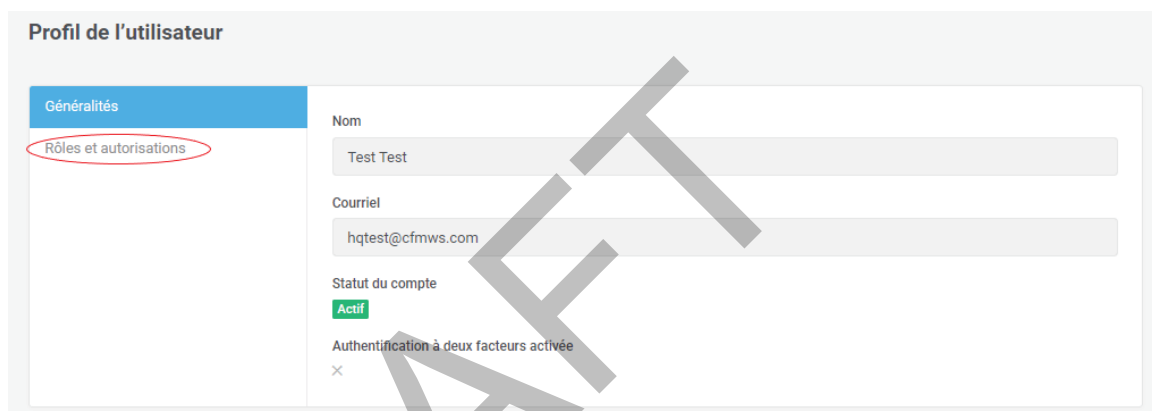 Profil de l’utilisateur
Généralités
Rôles et autorisations
Nom
Test Test
Courriel
hqtest@cfmws.com
Statut du compte
Actif
Authentification à deux facteurs activée
AFT